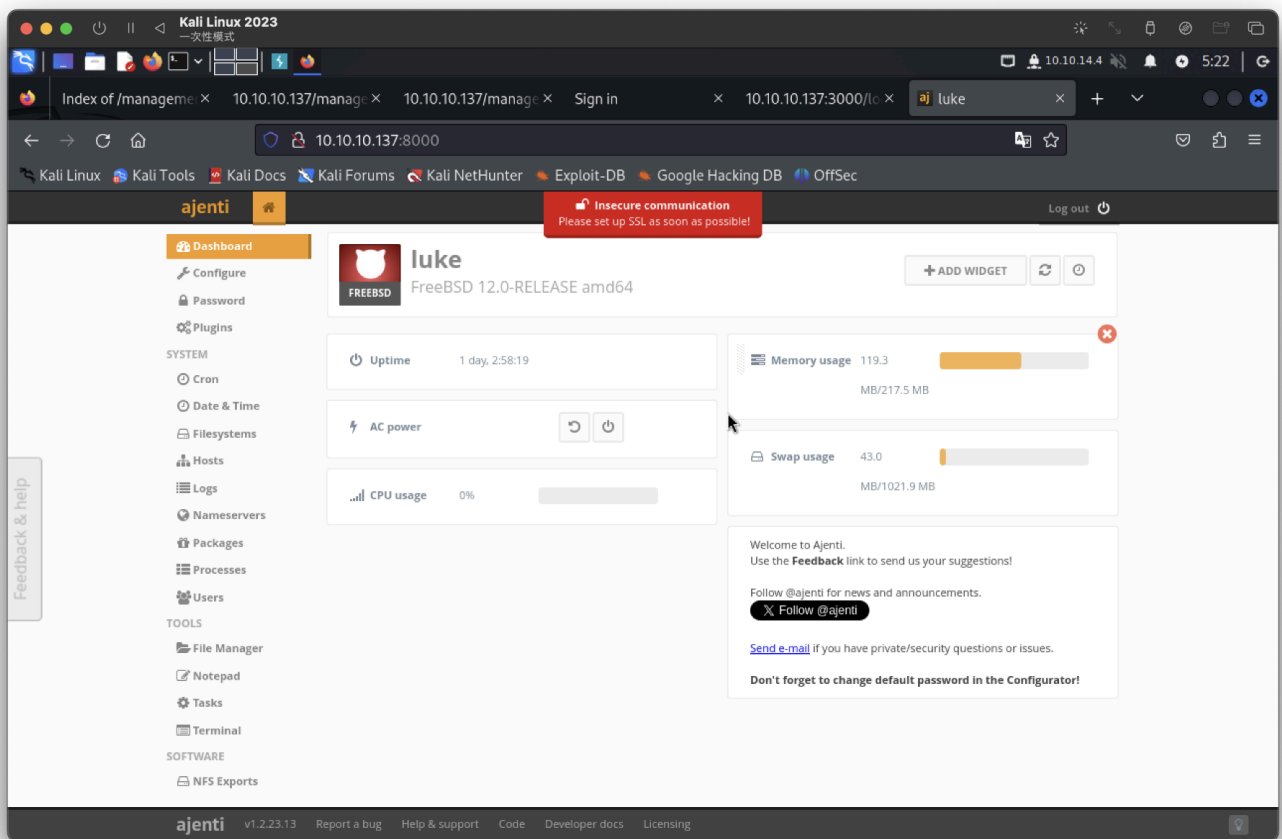 Kali Linux 2023
一次性模式
10.10.14.4
5:22
Index of /manageme
10.10.10.137/manage
10.10.10.137/manage
Sign in
10.10.10.137:3000/lo
aj luke
10.10.10.137:8000
Kali Linux
Kali Tools
Kali Docs
Kali Forums
Kali NetHunter
Exploit-DB
Google Hacking DB
OffSec
ajenti
Insecure communication
Please set up SSL as soon as possible!
Log out
Dashboard
Configure
Password
Plugins
SYSTEM
Cron
Date & Time
Filesystems
Hosts
Logs
Nameservers
Packages
Processes
Users
TOOLS
File Manager
Notepad
Tasks
Terminal
SOFTWARE
NFS Exports
Feedback & help
FREEBSD
luke
FreeBSD 12.0-RELEASE amd64
ADD WIDGET
Uptime 1 day, 2:58:19
AC power
CPU usage 0%
Memory usage 119.3
MB/217.5 MB
Swap usage 43.0
MB/1021.9 MB
Welcome to Ajenti.
Use the Feedback link to send us your suggestions!
Follow @ajenti for news and announcements.
Follow @ajenti
Send e-mail if you have private/security questions or issues.
Don't forget to change default password in the Configurator!
ajenti v1.2.23.13 Report a bug Help & support Code Developer docs Licensing